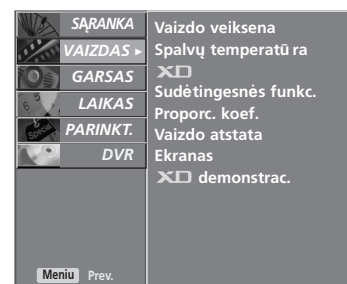 SĄRANKA
VAIZDAS ►
GARSAS
LAIKAS
PARINKT.
DVR
Vaizdo veiksena
Spalvų temperatū ra
XD
Sudėtingesnės funkc.
Proporc. koef.
Vaizdo atstata
Ekranas
XD demonstrac.
Meniu Prev.